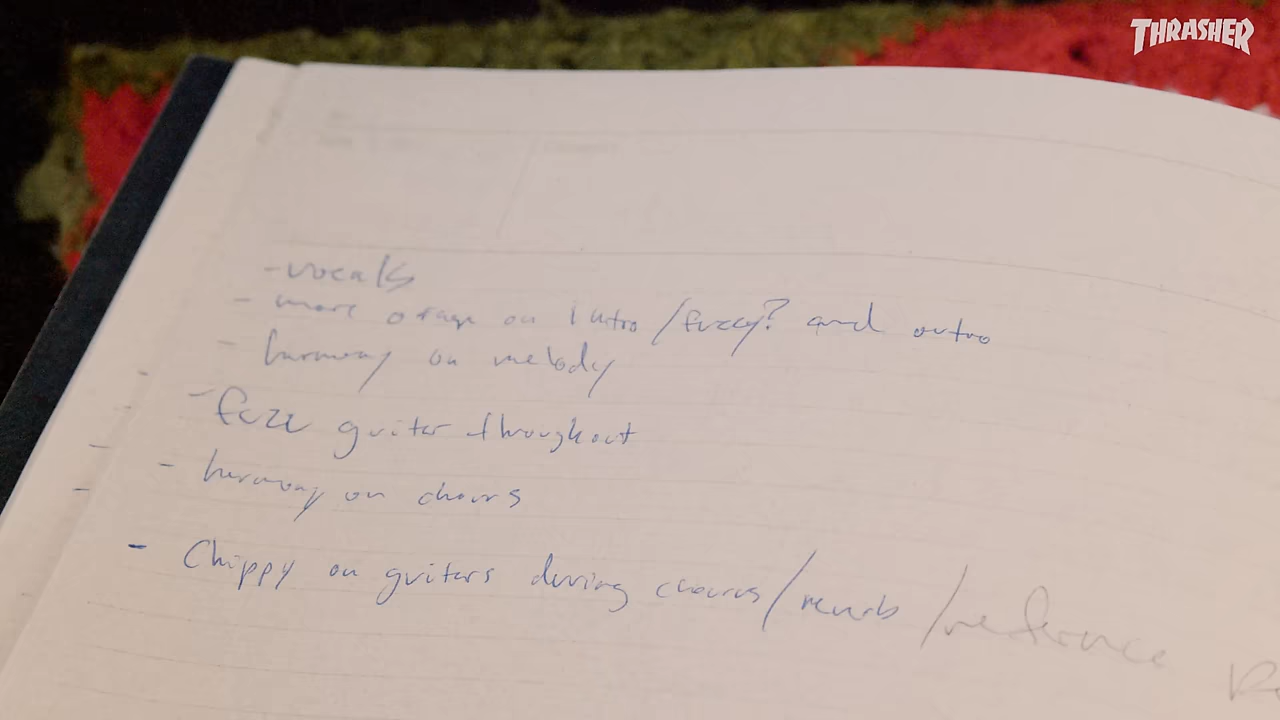 THRASHER
- vocals
- more orange on intro /fuzzy? and outro
- harmony on melody
- fuzz guitar throughout
- harmony on chorus
- Chippy on guitars during chorus/reverb /reference